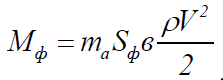 M_ф = m_a S_ф в ρV²/2.